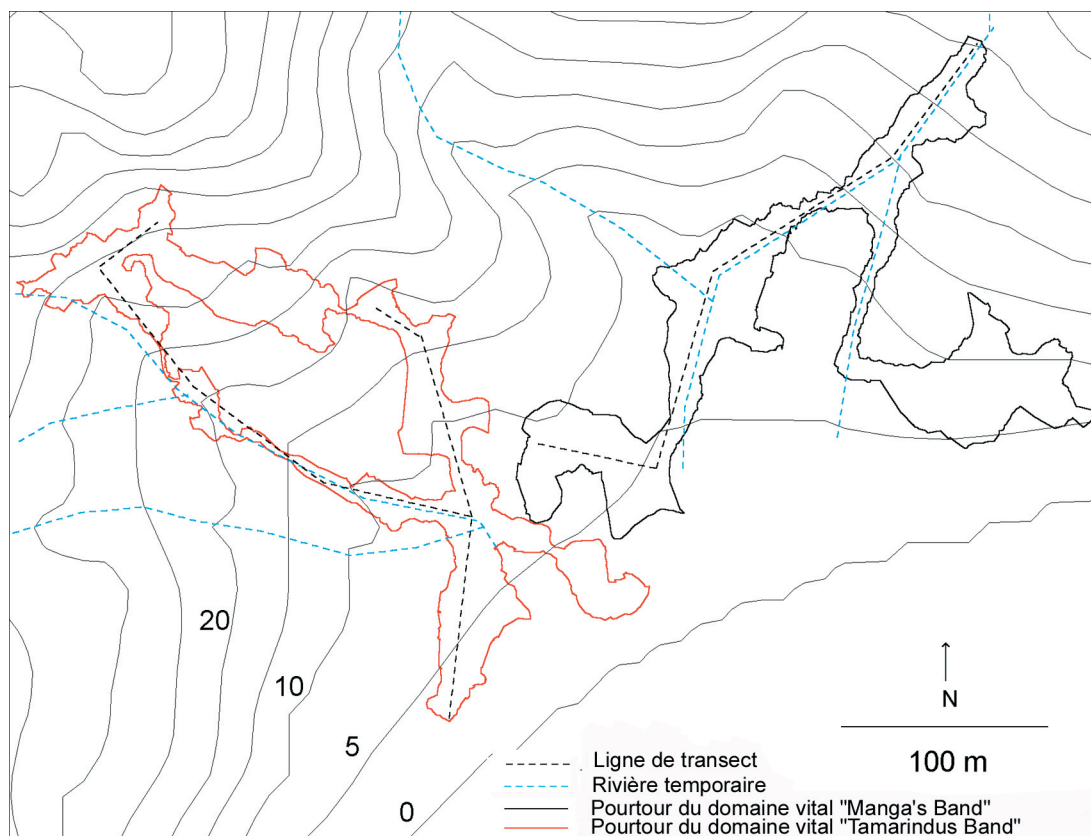 20
10
5
0
N
100 m
Ligne de transect
Rivière temporaire
Pourtour du domaine vital "Manga's Band"
Pourtour du domaine vital "Tamarindus Band"